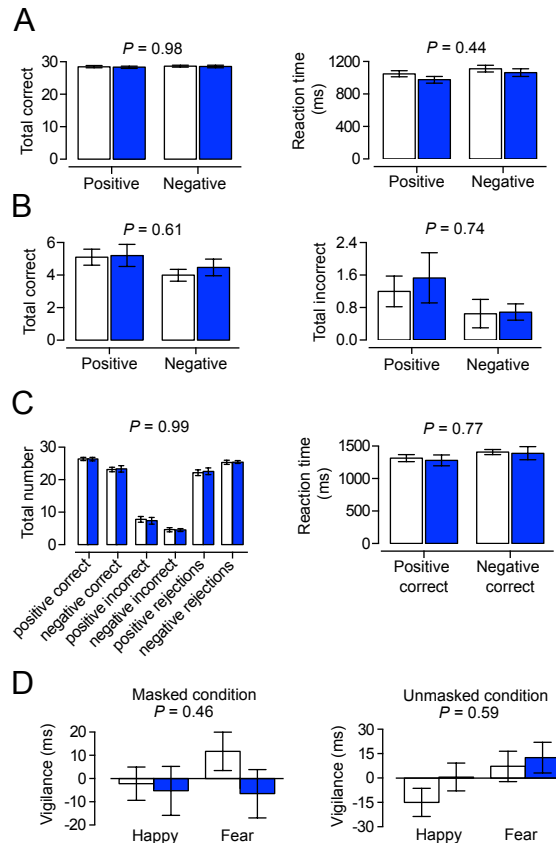 A
P = 0.98
Total correct
30
20
10
0
Positive
Negative
P = 0.44
Reaction time
(ms)
1200
800
400
0
Positive
Negative
B
P = 0.61
Total correct
6
4
2
0
Positive
Negative
P = 0.74
Total incorrect
2.4
1.6
0.8
0.0
Positive
Negative
C
P = 0.99
Total number
30
20
10
0
positive correct
negative correct
positive incorrect
negative incorrect
positive rejections
negative rejections
P = 0.77
Reaction time
(ms)
1500
1000
500
0
Positive
correct
Negative
correct
D
Masked condition
P = 0.46
Vigilance (ms)
20
10
0
-10
-20
Happy
Fear
Unmasked condition
P = 0.59
Vigilance (ms)
30
15
0
-15
-30
Happy
Fear